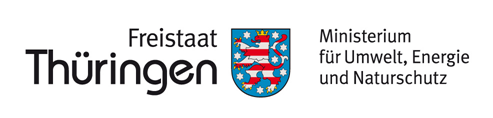 Freistaat
Thüringen
Ministerium
für Umwelt, Energie
und Naturschutz